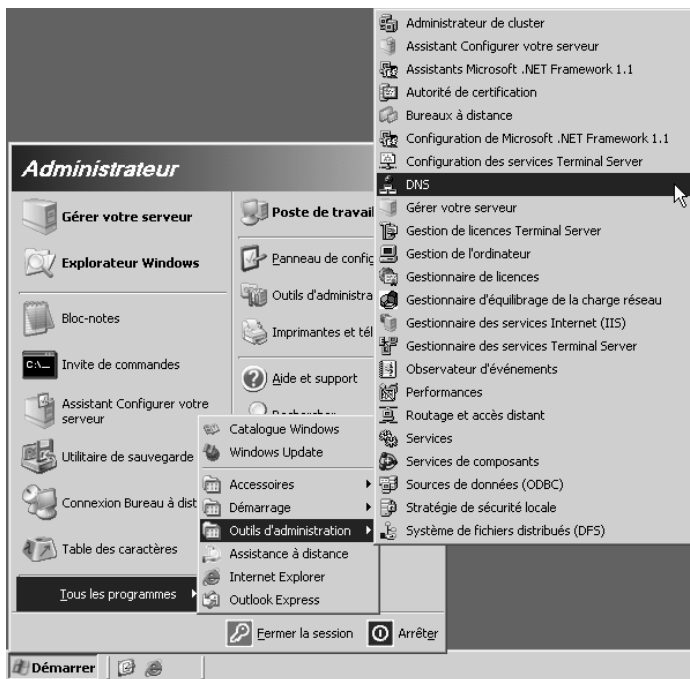 Administrateur de cluster
Assistant Configurer votre serveur
Assistants Microsoft .NET Framework 1.1
Autorité de certification
Bureaux à distance
Configuration de Microsoft .NET Framework 1.1
Configuration des services Terminal Server
DNS
Gérer votre serveur
Gestion de licences Terminal Server
Gestion de l'ordinateur
Gestionnaire de licences
Gestionnaire d'équilibrage de la charge réseau
Gestionnaire des services Internet (IIS)
Gestionnaire des services Terminal Server
Observateur d'événements
Performances
Routage et accès distant
Services
Services de composants
Sources de données (ODBC)
Stratégie de sécurité locale
Système de fichiers distribués (DFS)
Administrateur
Gérer votre serveur
Explorateur Windows
Bloc-notes
C:\_
Invite de commandes
Assistant Configurer votre
serveur
Utilitaire de sauvegarde
Connexion Bureau à dist
Table des caractères
Tous les programmes
Poste de travail
Panneau de config
Outils d'administra
Imprimantes et tél
Aide et support
Catalogue Windows
Windows Update
Accessoires
Démarrage
Outils d'administration
Assistance à distance
Internet Explorer
Outlook Express
Fermer la session
Arrêter
Démarrer